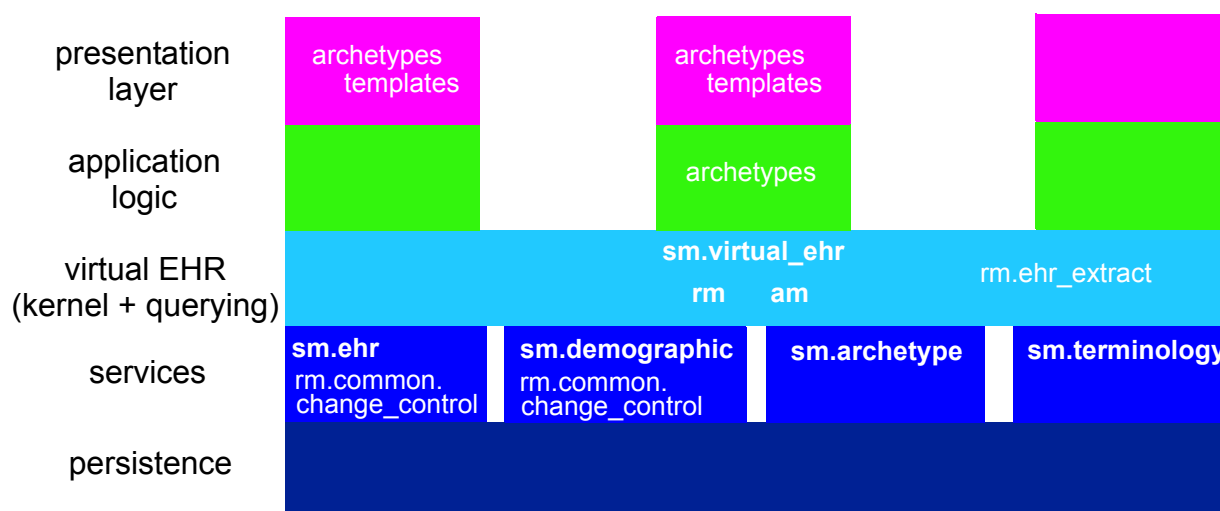 presentation
layer
archetypes
templates
archetypes
templates
application
logic
archetypes
virtual EHR
(kernel + querying)
sm.virtual_ehr
rm am
rm.ehr_extract
services
sm.ehr
rm.common.
change_control
sm.demographic
rm.common.
change_control
sm.archetype
sm.terminology
persistence